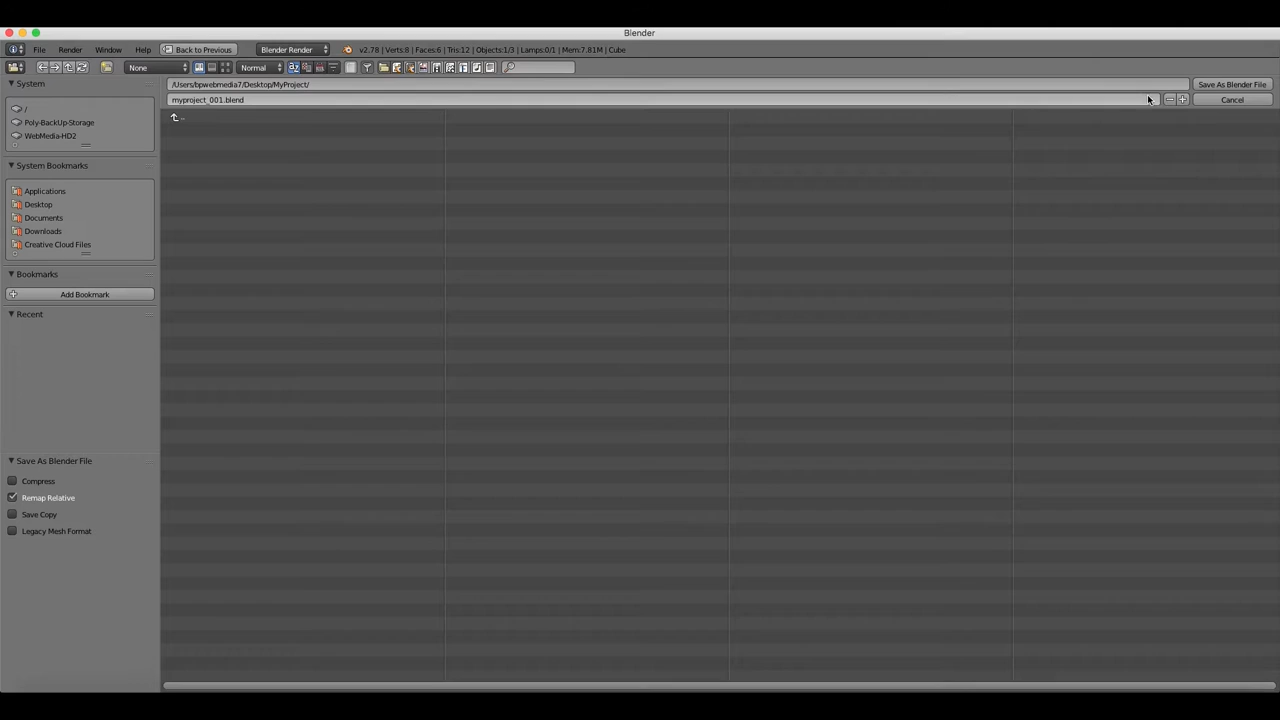 Blender
File Render Window Help Back to Previous Blender Render v2.78 | Verts:8 | Faces:6 | Tris:12 | Objects:1/3 | Lamps:0/1 | Mem:7.81M | Cube
None Normal
System
/Users/bpwebmedia7/Desktop/MyProject/ Save As Blender File
myproject_001.blend Cancel
/
..
Poly-BackUp-Storage
WebMedia-HD2
System Bookmarks
Applications
Desktop
Documents
Downloads
Creative Cloud Files
Bookmarks
Add Bookmark
Recent
Save As Blender File
Compress
Remap Relative
Save Copy
Legacy Mesh Format